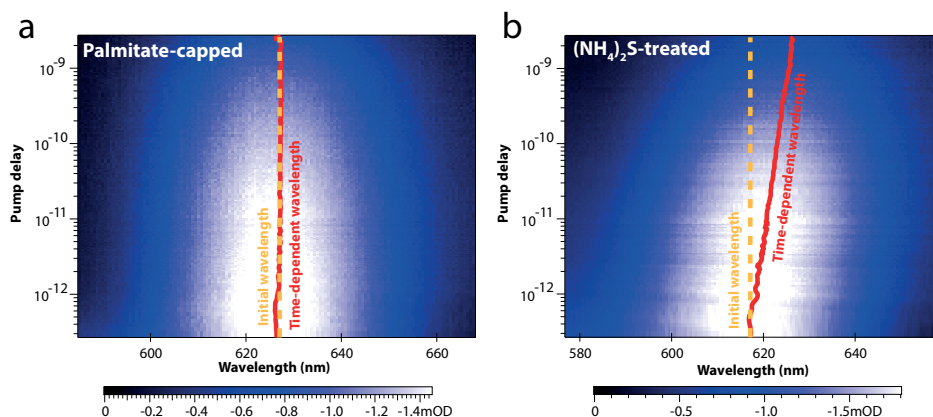 a
Palmitate-capped
Pump delay
10-9
10-10
10-11
10-12
Initial wavelength
Time-dependent wavelength
600
620
640
660
Wavelength (nm)
0
-0.2
-0.4
-0.6
-0.8
-1
-1.2
-1.4mOD
b
(NH4)2S-treated
Pump delay
10-9
10-10
10-11
10-12
Initial wavelength
Time-dependent wavelength
580
600
620
640
Wavelength (nm)
0
-0.5
-1.0
-1.5mOD